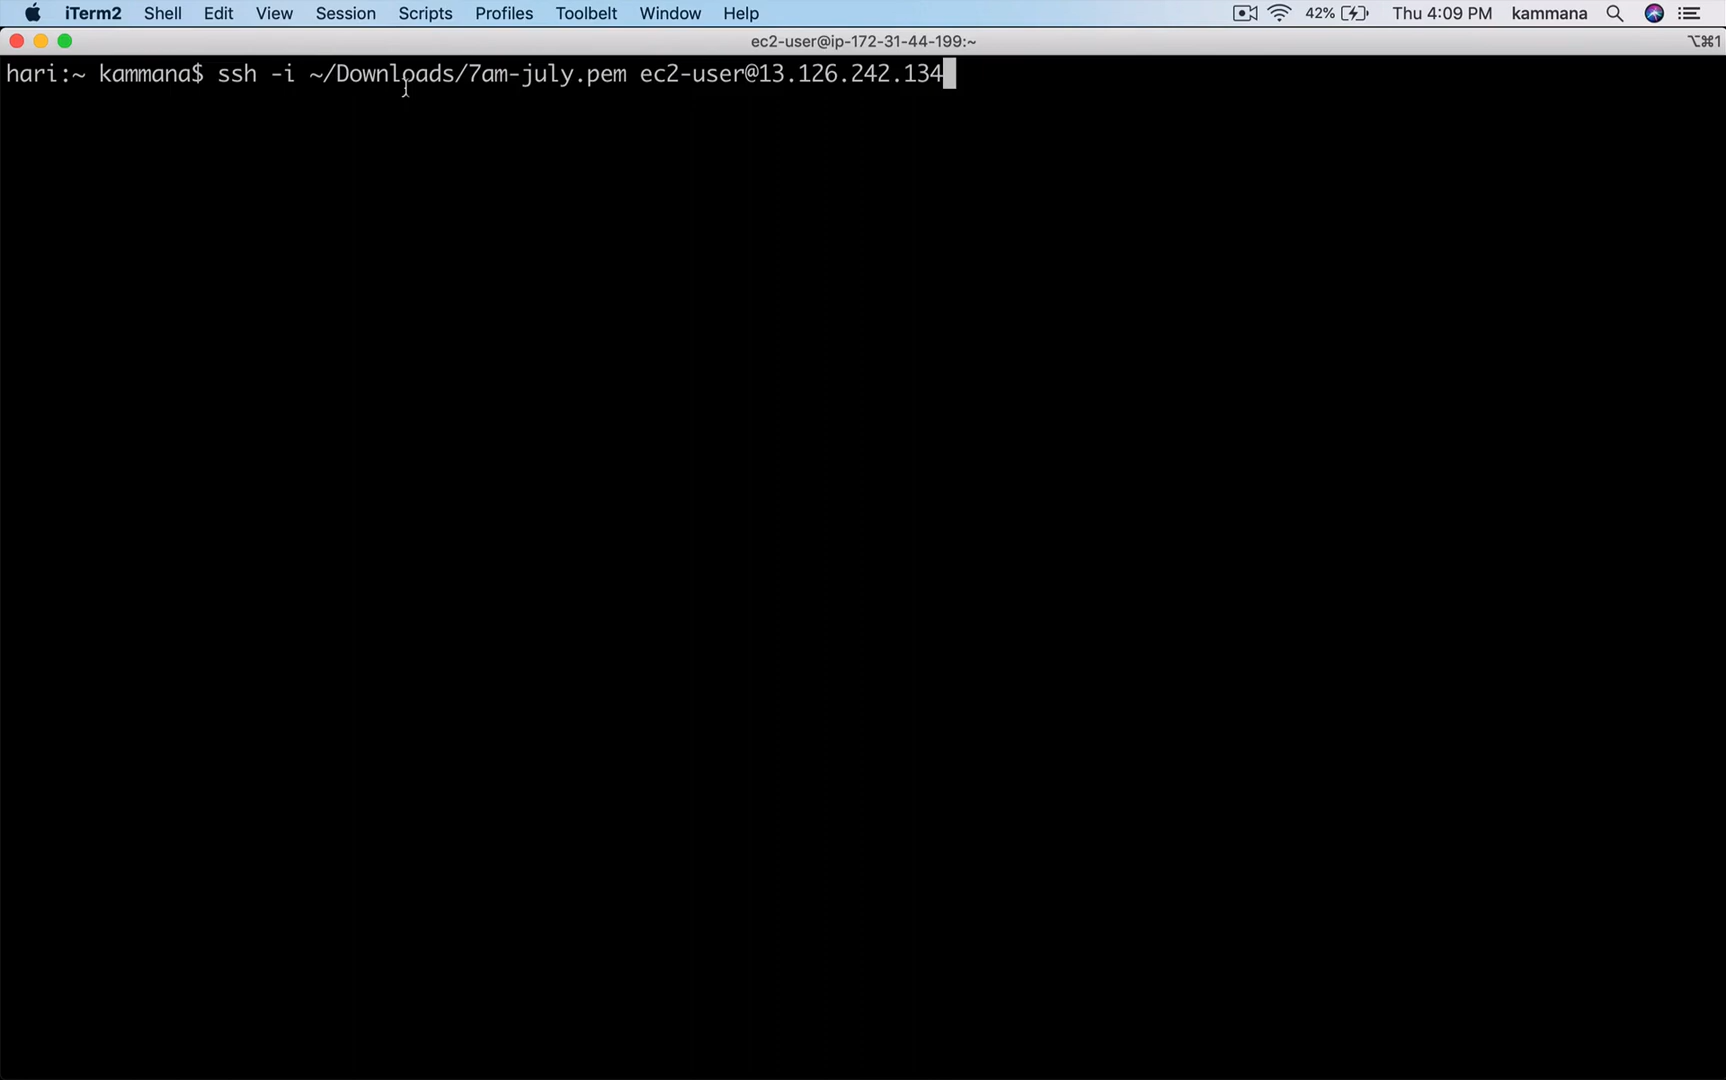 iTerm2 Shell Edit View Session Scripts Profiles Toolbelt Window Help 42% Thu 4:09 PM kammana
ec2-user@ip-172-31-44-199:~ ⌥⌘1
hari:~ kammana$ ssh -i ~/Downloads/7am-july.pem ec2-user@13.126.242.134